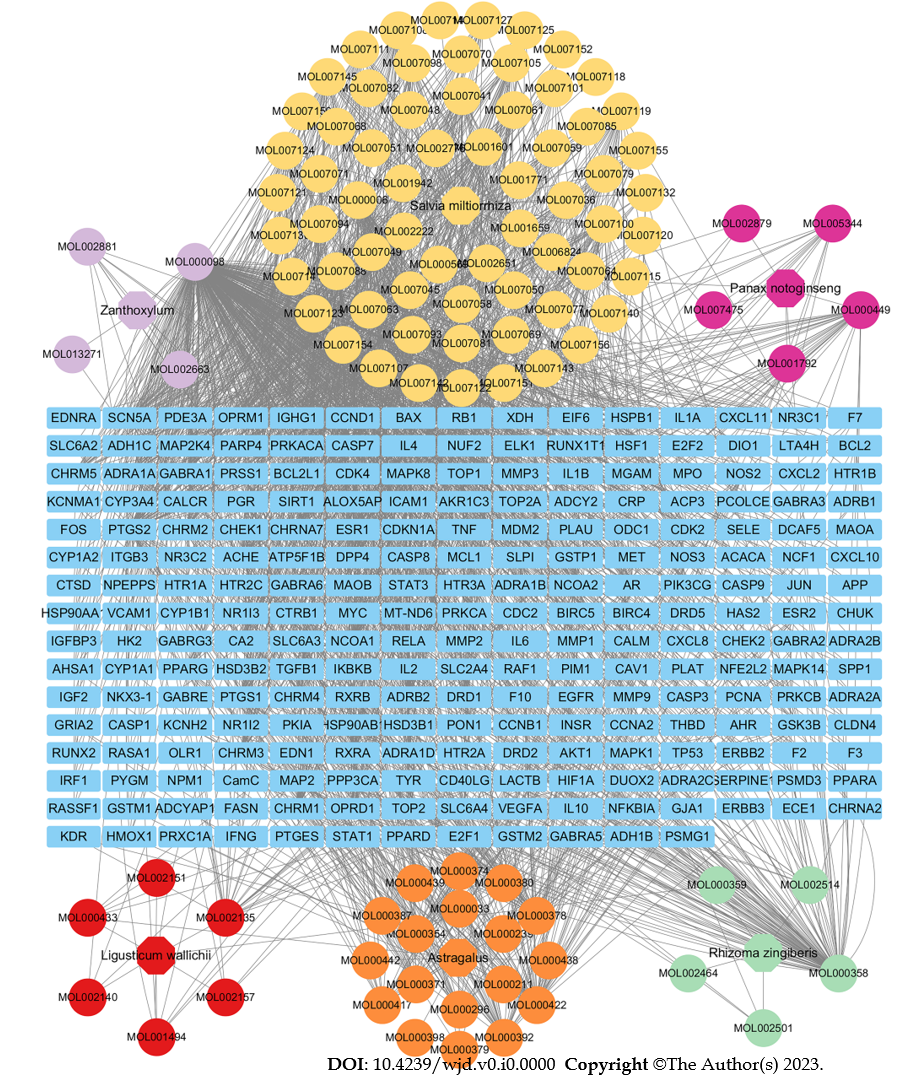 MOL007127
MOL007125
MOL007111
MOL007098
MOL007070
MOL007105
MOL007152
MOL007145
MOL007082
MOL007101
MOL007118
MOL007041
MOL007048
MOL007061
MOL007119
MOL007068
MOL007085
MOL007124
MOL007051
MOL001601
MOL007059
MOL007155
MOL007071
MOL001942
MOL001771
MOL007079
MOL007121
MOL000006
MOL007036
MOL007132
Salvia miltiorrhiza
MOL007094
MOL002222
MOL001659
MOL007100
MOL007120
MOL002879
MOL005344
MOL002881
MOL000098
MOL007049
MOL006824
MOL002651
MOL007064
MOL007115
MOL007088
MOL007045
MOL007050
Panax notoginseng
Zanthoxylum
MOL007123
MOL007063
MOL007058
MOL007077
MOL007140
MOL007475
MOL000449
MOL007093
MOL007081
MOL007069
MOL007154
MOL007156
MOL013271
MOL002663
MOL007107
MOL007143
MOL001792
MOL007142
MOL007122
EDNRA SCN5A PDE3A OPRM1 IGHG1 CCND1 BAX RB1 XDH EIF6 HSPB1 IL1A CXCL11 NR3C1 F7
SLC6A2 ADH1C MAP2K4 PARP4 PRKACA CASP7 IL4 NUF2 ELK1 RUNX1T1 HSF1 E2F2 DIO1 LTA4H BCL2
CHRM5 ADRA1A GABRA1 PRSS1 BCL2L1 CDK4 MAPK8 TOP1 MMP3 IL1B MGAM MPO NOS2 CXCL2 HTR1B
KCNMA1 CYP3A4 CALCR PGR SIRT1 ALOX5AP ICAM1 AKR1C3 TOP2A ADCY2 CRP ACP3 PCOLCE GABRA3 ADRB1
FOS PTGS2 CHRM2 CHEK1 CHRNA7 ESR1 CDKN1A TNF MDM2 PLAU ODC1 CDK2 SELE DCAF5 MAOA
CYP1A2 ITGB3 NR3C2 ACHE ATP5F1B DPP4 CASP8 MCL1 SLPI GSTP1 MET NOS3 ACACA NCF1 CXCL10
CTSD NPEPPS HTR1A HTR2C GABRA6 MAOB STAT3 HTR3A ADRA1B NCOA2 AR PIK3CG CASP9 JUN APP
HSP90AA VCAM1 CYP1B1 NR1I3 CTRB1 MYC MT-ND6 PRKCA CDC2 BIRC5 BIRC4 DRD5 HAS2 ESR2 CHUK
IGFBP3 HK2 GABRG3 CA2 SLC6A3 NCOA1 RELA MMP2 IL6 MMP1 CALM CXCL8 CHEK2 GABRA2 ADRA2B
AHSA1 CYP1A1 PPARG HSD3B2 TGFB1 IKBKB IL2 SLC2A4 RAF1 PIM1 CAV1 PLAT NFE2L2 MAPK14 SPP1
IGF2 NKX3-1 GABRE PTGS1 CHRM4 RXRB ADRB2 DRD1 F10 EGFR MMP9 CASP3 PCNA PRKCB ADRA2A
GRIA2 CASP1 KCNH2 NR1I2 PKIA HSP90AB HSD3B1 PON1 CCNB1 INSR CCNA2 THBD AHR GSK3B CLDN4
RUNX2 RASA1 OLR1 CHRM3 EDN1 RXRA ADRA1D HTR2A DRD2 AKT1 MAPK1 TP53 ERBB2 F2 F3
IRF1 PYGM NPM1 CamC MAP2 PPP3CA TYR CD40LG LACTB HIF1A DUOX2 ADRA2C SERPINE1 PSMD3 PPARA
RASSF1 GSTM1 ADCYAP1 FASN CHRM1 OPRD1 TOP2 SLC6A4 VEGFA IL10 NFKBIA GJA1 ERBB3 ECE1 CHRNA2
KDR HMOX1 PRXC1A IFNG PTGES STAT1 PPARD E2F1 GSTM2 GABRA5 ADH1B PSMG1
MOL002151
MOL000374
MOL000439
MOL000380
MOL000359
MOL002514
MOL000433
MOL002135
MOL000387
MOL000033
MOL000378
MOL000354
Ligusticum wallichii
Astragalus
Rhizoma zingiberis
MOL000442
MOL000438
MOL002464
MOL000358
MOL000371
MOL000211
MOL002140
MOL002157
MOL000417
MOL000296
MOL000422
MOL002501
MOL001494
MOL000398
MOL000392
MOL000379
DOI: 10.4239/wjd.v0.i0.0000 Copyright ©The Author(s) 2023.